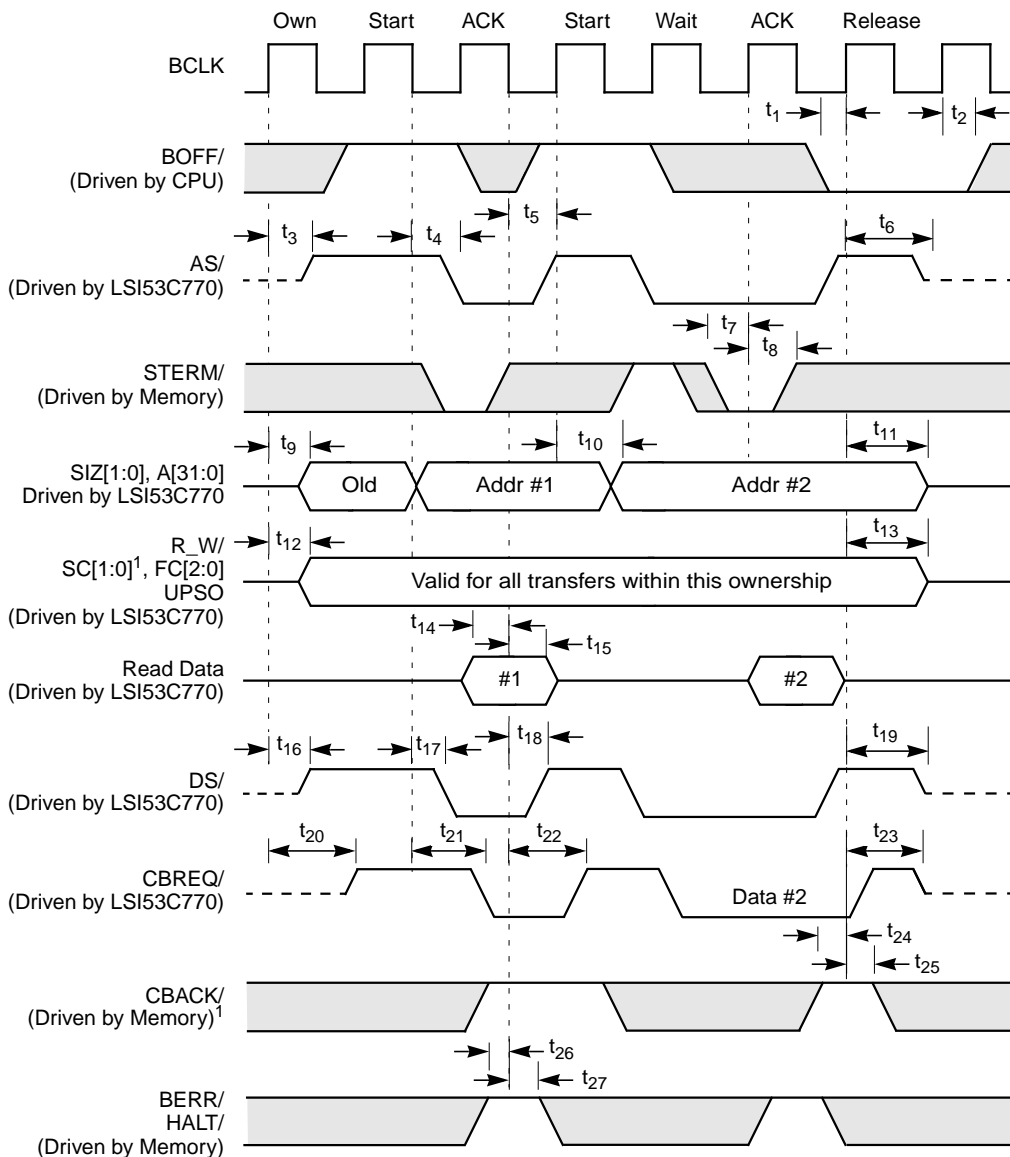 Own Start ACK Start Wait ACK Release
BCLK
t1 t2
BOFF/
(Driven by CPU)
t3 t4 t5 t6
AS/
(Driven by LSI53C770)
t7 t8
STERM/
(Driven by Memory)
t9 t10 t11
SIZ[1:0], A[31:0]
Driven by LSI53C770
Old Addr #1 Addr #2
t12 t13
R_W/
SC[1:0]1, FC[2:0]
UPSO
(Driven by LSI53C770)
Valid for all transfers within this ownership
t14 t15
Read Data
(Driven by LSI53C770)
#1 #2
t16 t17 t18 t19
DS/
(Driven by LSI53C770)
t20 t21 t22 t23
CBREQ/
(Driven by LSI53C770)
Data #2
t24
t25
CBACK/
(Driven by Memory)1
t26
t27
BERR/
HALT/
(Driven by Memory)